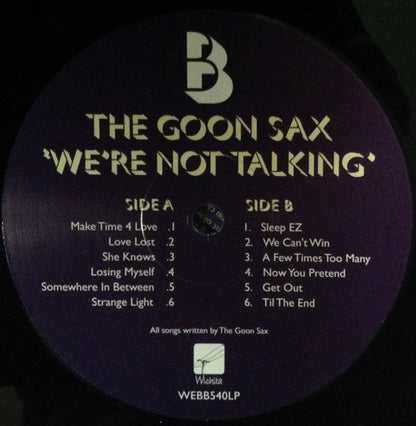 B
THE GOON SAX
'WE'RE NOT TALKING'
SIDE A
Make Time 4 Love .1
Love Lost .2
She Knows .3
Losing Myself .4
Somewhere In Between .5
Strange Light .6
SIDE B
1. Sleep EZ
2. We Can't Win
3. A Few Times Too Many
4. Now You Pretend
5. Get Out
6. Til The End
All songs written by The Goon Sax
Wichita
WEBB540LP